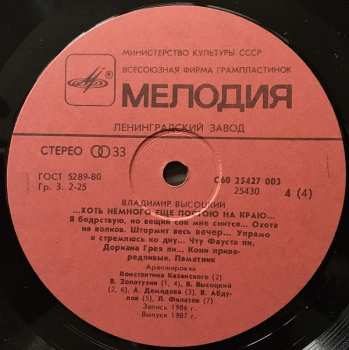 МИНИСТЕРСТВО КУЛЬТУРЫ СССР
ВСЕСОЮЗНАЯ ФИРМА ГРАМПЛАСТИНОК
МЕЛОДИЯ
ЛЕНИНГРАДСКИЙ ЗАВОД
СТЕРЕО 33
ГОСТ 5289-80
Гр. 3. 2-25
С60 25427 003
25430
4 (4)
ВЛАДИМИР ВЫСОЦКИЙ
...ХОТЬ НЕМНОГО ЕЩЕ ПОСТОЮ НА КРАЮ...
Я бодрствую, но вещий сон мне снится... Охота
на волков. Штормит весь вечер... Упрямо
я стремлюсь ко дну... Чту Фауста ли,
Дориана Грея ли... Кони приве-
редливые. Памятник
Аранжировка
Константина Казанского (2)
В. Золотухин (1, 4) В. Высоцкий
(2, 6) А. Демидова (3) В. Абду-
лов (5) Л. Филатов (7)
Запись 1986 г.
Выпуск 1987 г.